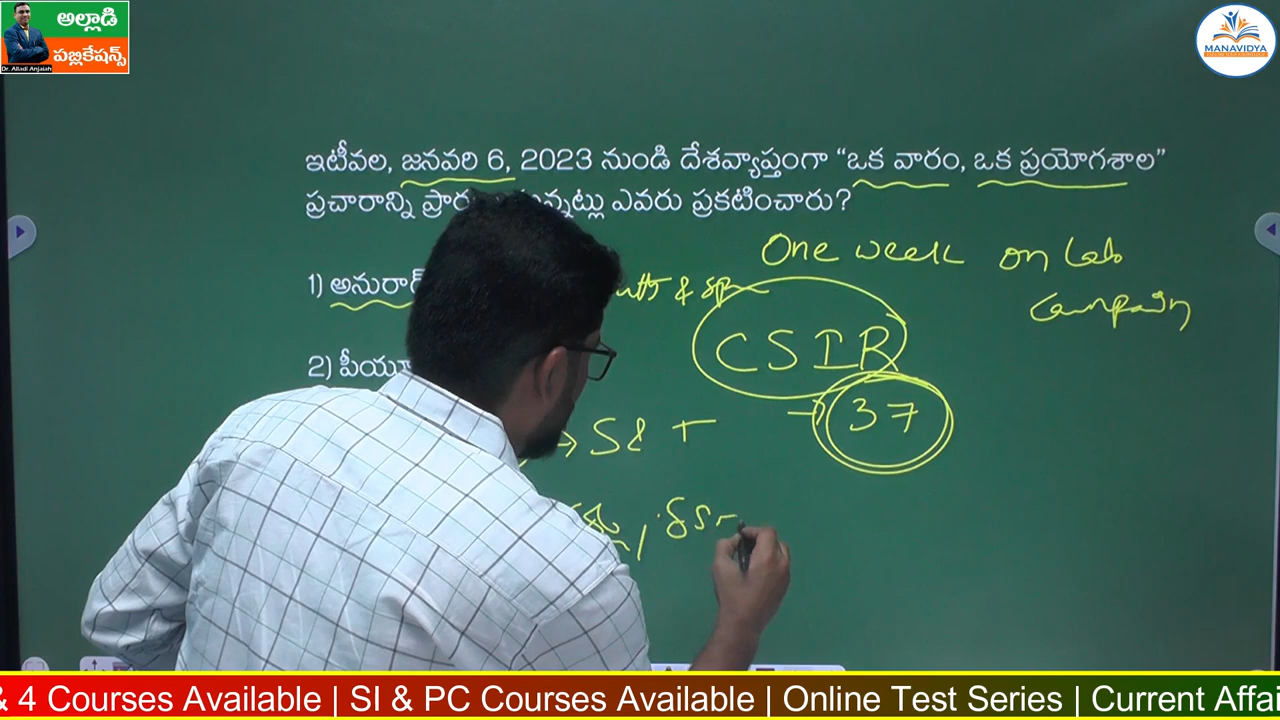 అల్లాడి
పబ్లికేషన్స్
Dr. Alladi Anjaiah
MANAVIDYA
ఇటీవల, జనవరి 6, 2023 నుండి దేశవ్యాప్తంగా “ఒక వారం, ఒక ప్రయోగశాల”
ప్రచారాన్ని ఎవరు ప్రకటించారు?
One week on Lab
Campain
1)
CSIR
2)
→ 37
→ S& T
& 4 Courses Available | SI & PC Courses Available | Online Test Series | Current Affai